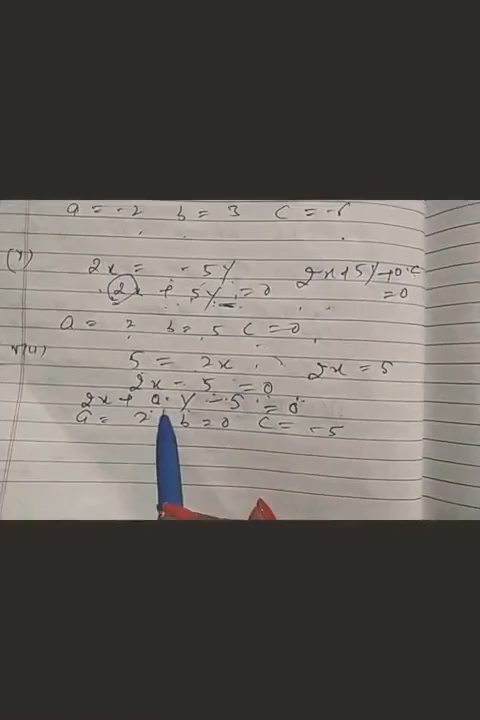 a = -2 b = 3 c = -6
(v) 2x = -5y 2x+5y+0·c
2x + 5y = 0 =0
a = 2 b = 5 c = 0
5 = 2x 2x = 5
2x - 5 = 0
2x + 0·y - 5 = 0
a = 2 b = 0 c = -5